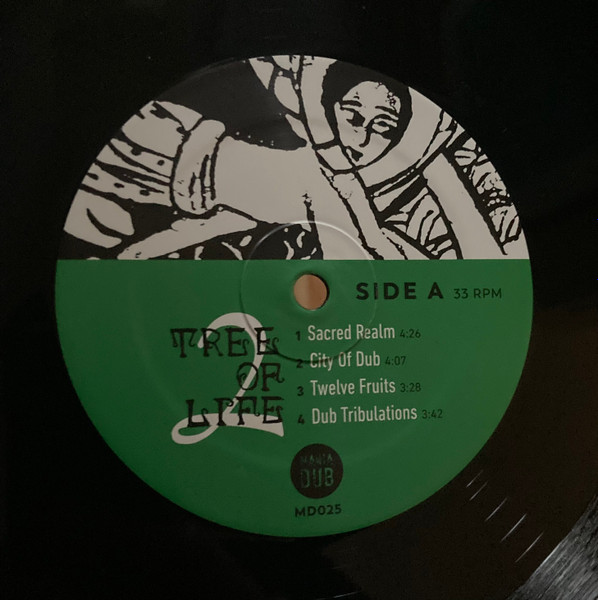 SIDE A 33 RPM
TREE
OF
LIFE
2
1 Sacred Realm 4:26
2 City Of Dub 4:07
3 Twelve Fruits 3:28
4 Dub Tribulations 3:42
MANIA
DUB
MD025